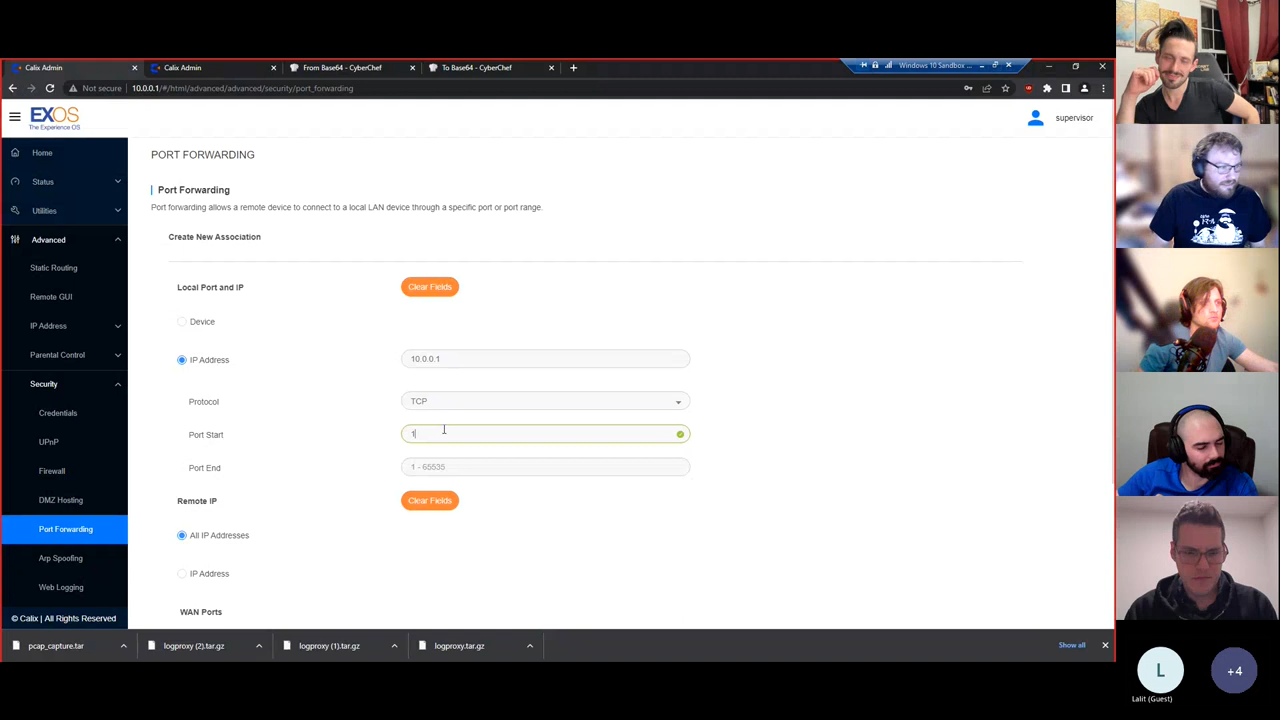 Calix Admin
Calix Admin
From Base64 - CyberChef
To Base64 - CyberChef
Windows 10 Sandbox ...
Not secure
10.0.0.1/#/html/advanced/advanced/security/port_forwarding
EXOS
The Experience OS
supervisor
Home
Status
Utilities
Advanced
Static Routing
Remote GUI
IP Address
Parental Control
Security
Credentials
UPnP
Firewall
DMZ Hosting
Port Forwarding
Arp Spoofing
Web Logging
© Calix | All Rights Reserved
PORT FORWARDING
Port Forwarding
Port forwarding allows a remote device to connect to a local LAN device through a specific port or port range.
Create New Association
Local Port and IP
Clear Fields
Device
IP Address
10.0.0.1
Protocol
TCP
Port Start
1
Port End
1 - 65535
Remote IP
Clear Fields
All IP Addresses
IP Address
WAN Ports
pcap_capture.tar
logproxy (2).tar.gz
logproxy (1).tar.gz
logproxy.tar.gz
Show all
L
Lalit (Guest)
+4